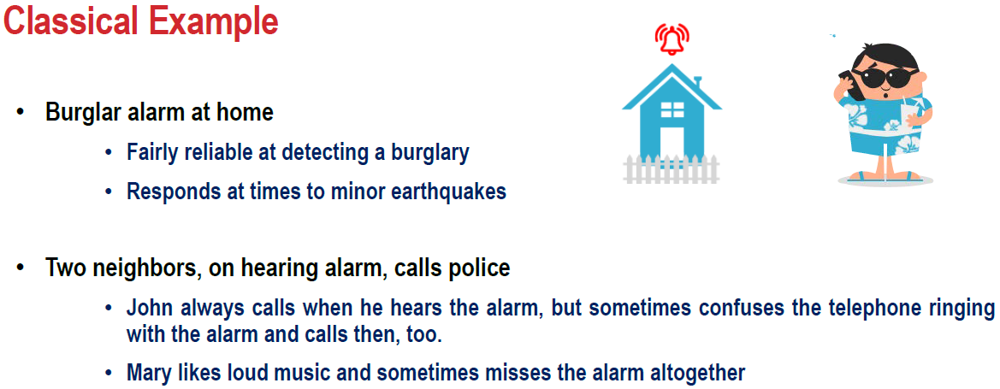 Classical Example
• Burglar alarm at home
• Fairly reliable at detecting a burglary
• Responds at times to minor earthquakes
• Two neighbors, on hearing alarm, calls police
• John always calls when he hears the alarm, but sometimes confuses the telephone ringing
with the alarm and calls then, too.
• Mary likes loud music and sometimes misses the alarm altogether